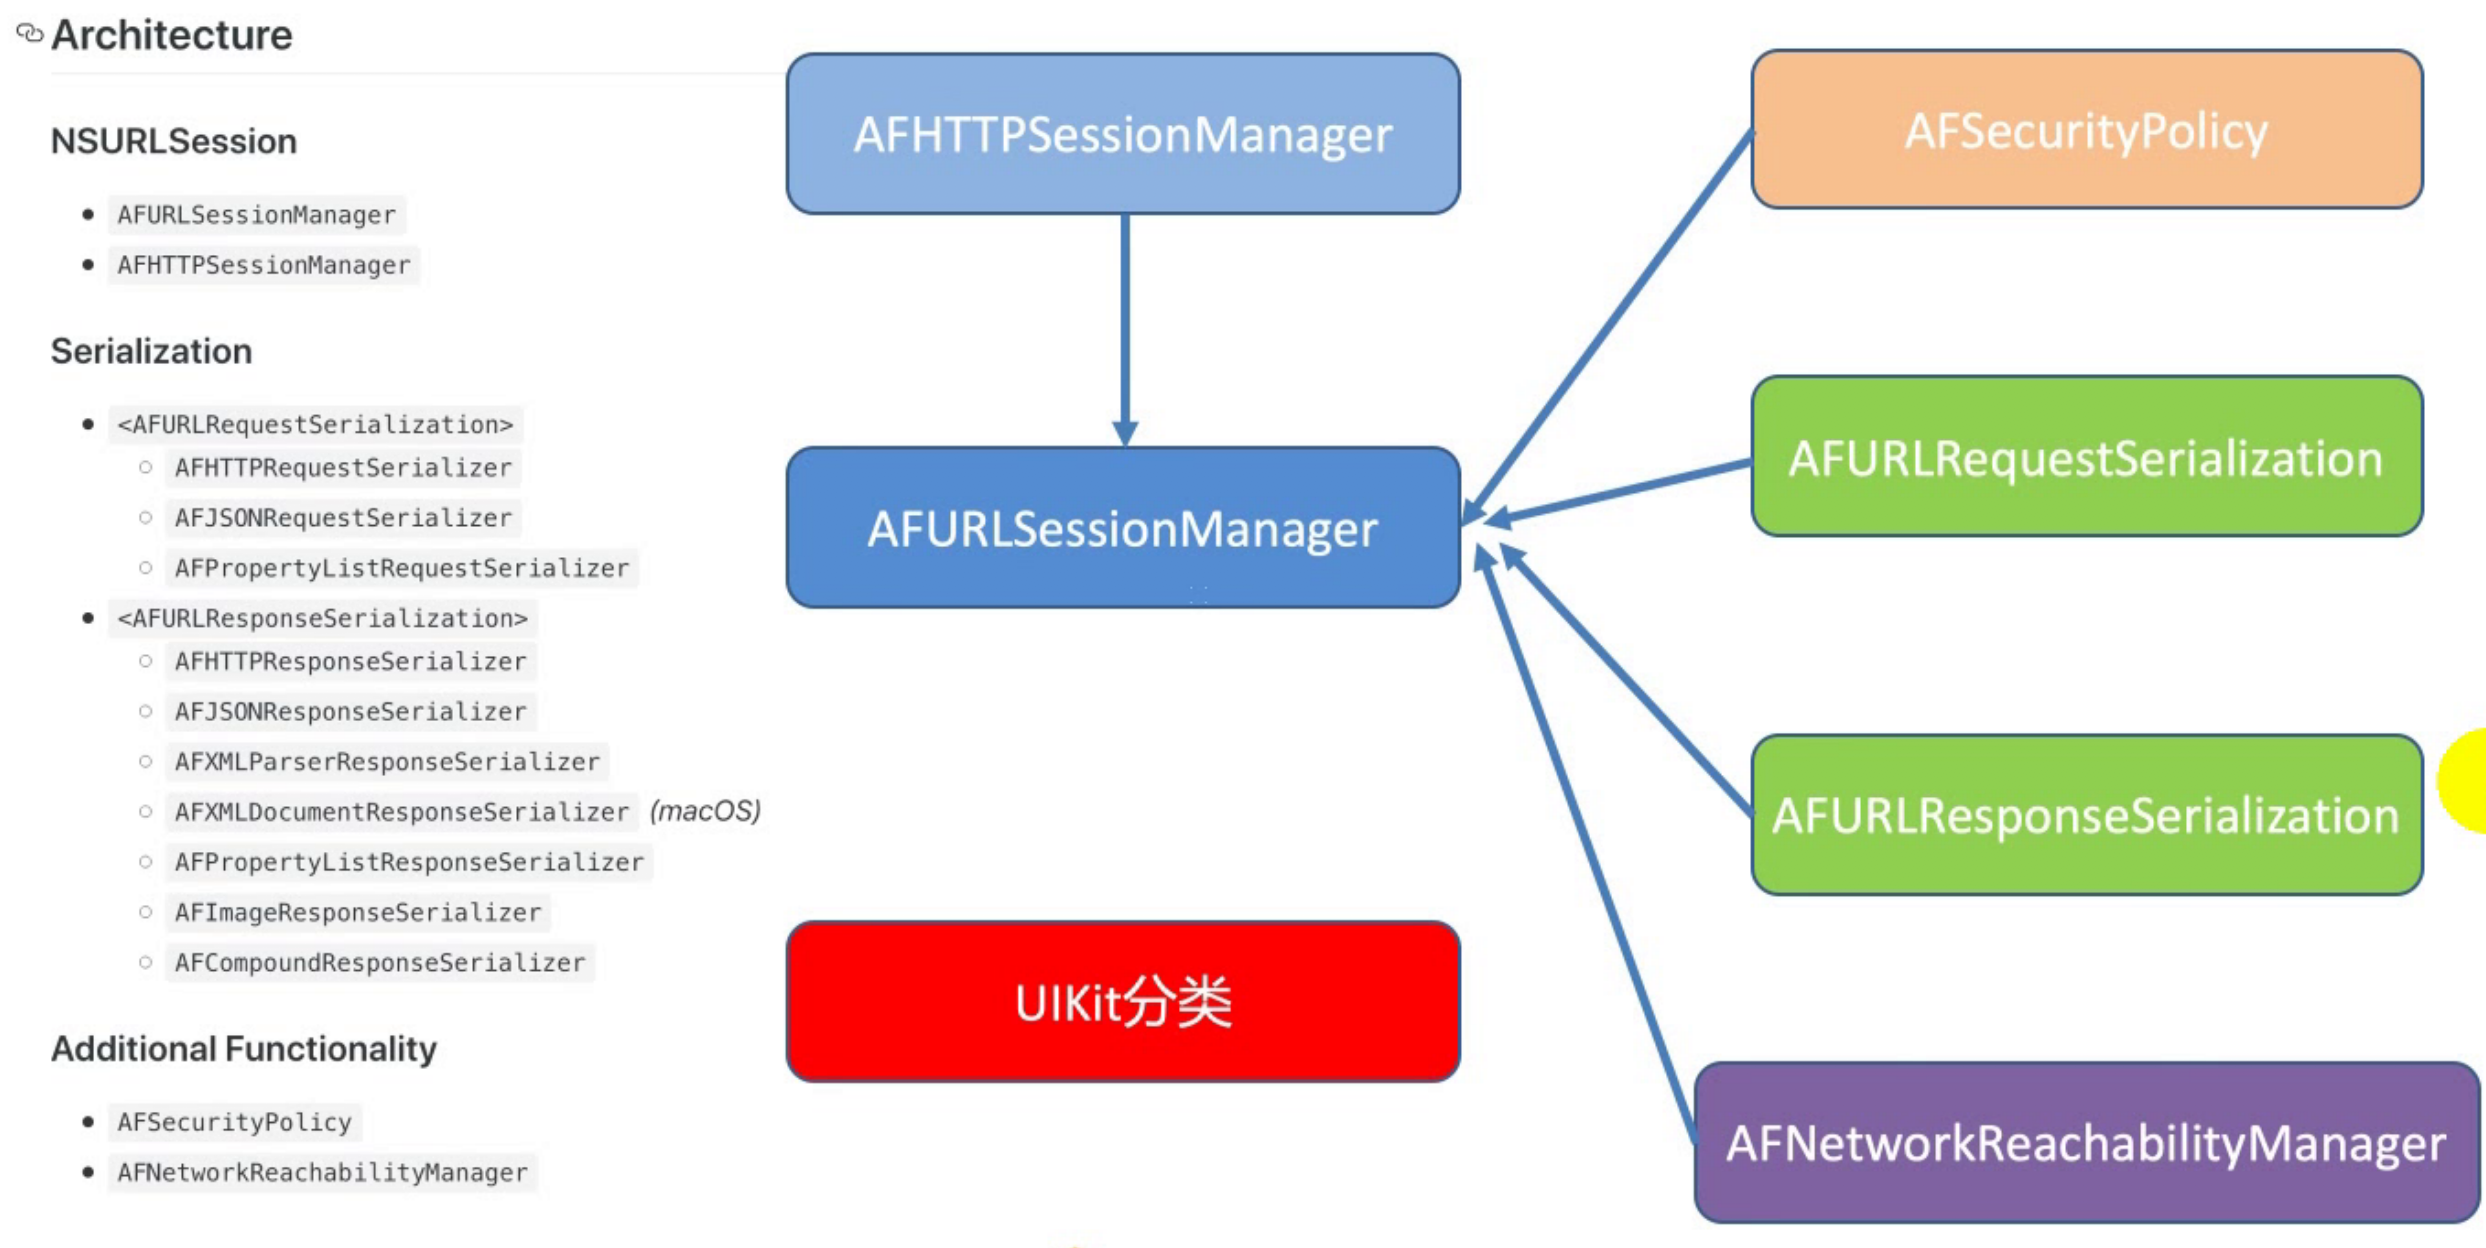 Architecture
NSURLSession
AFURLSessionManager
AFHTTPSessionManager
Serialization
<AFURLRequestSerialization>
AFHTTPRequestSerializer
AFJSONRequestSerializer
AFPropertyListRequestSerializer
<AFURLResponseSerialization>
AFHTTPResponseSerializer
AFJSONResponseSerializer
AFXMLParserResponseSerializer
AFXMLDocumentResponseSerializer (macOS)
AFPropertyListResponseSerializer
AFImageResponseSerializer
AFCompoundResponseSerializer
Additional Functionality
AFSecurityPolicy
AFNetworkReachabilityManager
AFHTTPSessionManager
AFURLSessionManager
UIKit分类
AFSecurityPolicy
AFURLRequestSerialization
AFURLResponseSerialization
AFNetworkReachabilityManager